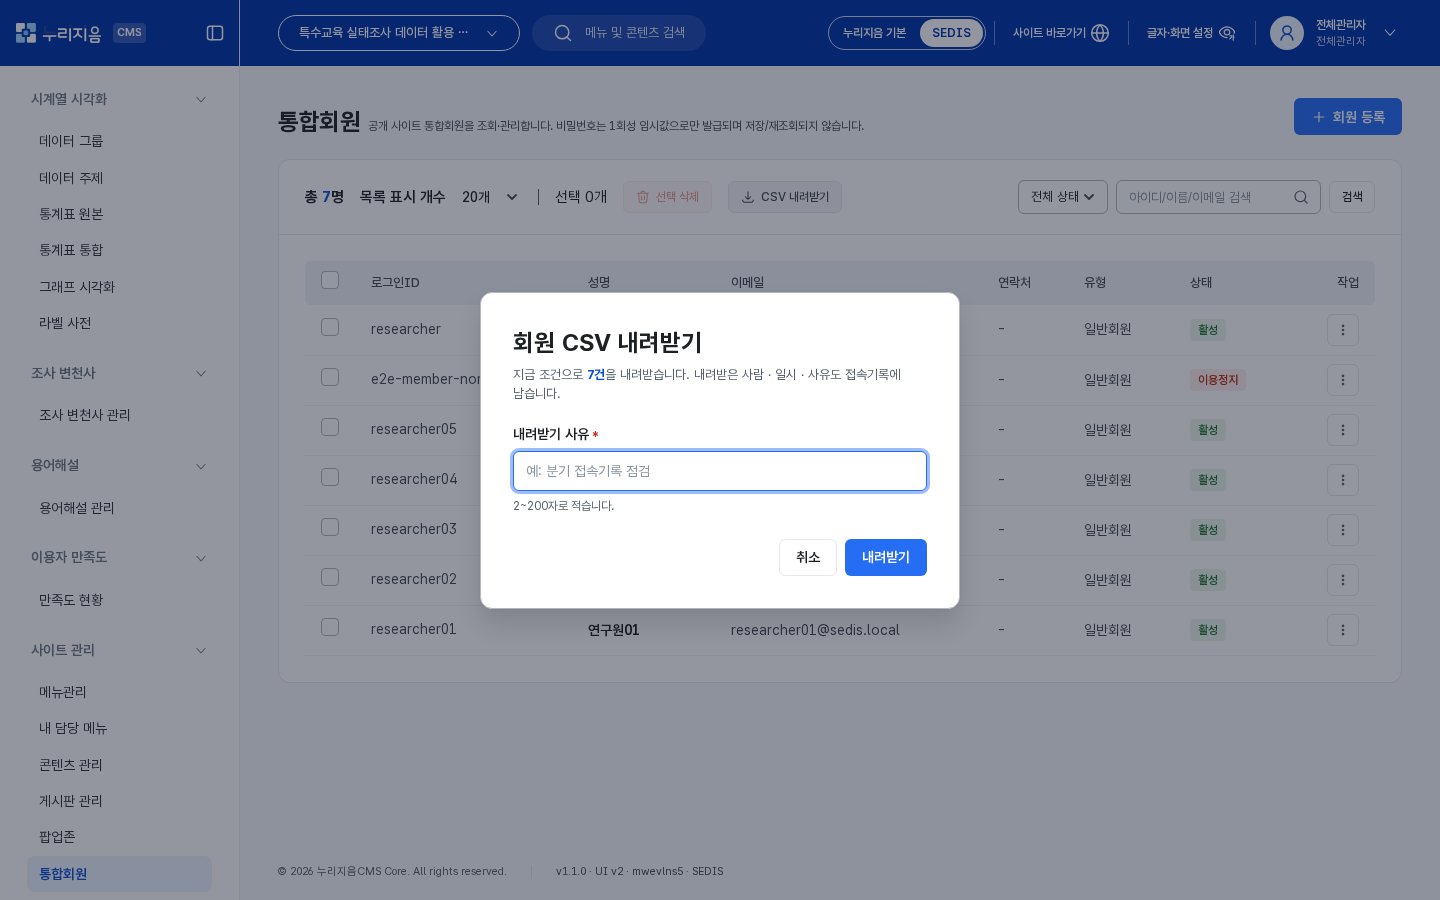 누리지음 CMS
특수교육 실태조사 데이터 활용 ···
메뉴 및 콘텐츠 검색
누리지음 기본 SEDIS
사이트 바로가기
글자·화면 설정
전체관리자
전체관리자
시계열 시각화
데이터 그룹
데이터 주제
통계표 원본
통계표 통합
그래프 시각화
라벨 사전
조사 변천사
조사 변천사 관리
용어해설
용어해설 관리
이용자 만족도
만족도 현황
사이트 관리
메뉴관리
내 담당 메뉴
콘텐츠 관리
게시판 관리
팝업존
통합회원
통합회원 공개 사이트 통합회원을 조회·관리합니다. 비밀번호는 1회성 임시값으로만 발급되며 저장/재조회되지 않습니다.
회원 등록
총 7명 목록 표시 개수 20개 선택 0개 선택 삭제 CSV 내려받기 전체 상태 아이디/이름/이메일 검색 검색
로그인ID 성명 이메일 연락처 유형 상태 작업
researcher - 일반회원 활성
e2e-member-nor 일반회원 이용정지
- 
researcher05 - 일반회원 활성
researcher04 - 일반회원 활성
researcher03 - 일반회원 활성
researcher02 - 일반회원 활성
researcher01 연구원01 researcher01@sedis.local - 일반회원 활성
회원 CSV 내려받기
지금 조건으로 7건을 내려받습니다. 내려받은 사람 · 일시 · 사유도 접속기록에
남습니다.
내려받기 사유 *
예: 분기 접속기록 점검
2~200자로 적습니다.
취소 내려받기
© 2026 누리지음CMS Core. All rights reserved. v1.1.0 · UI v2 · mwevlns5 · SEDIS